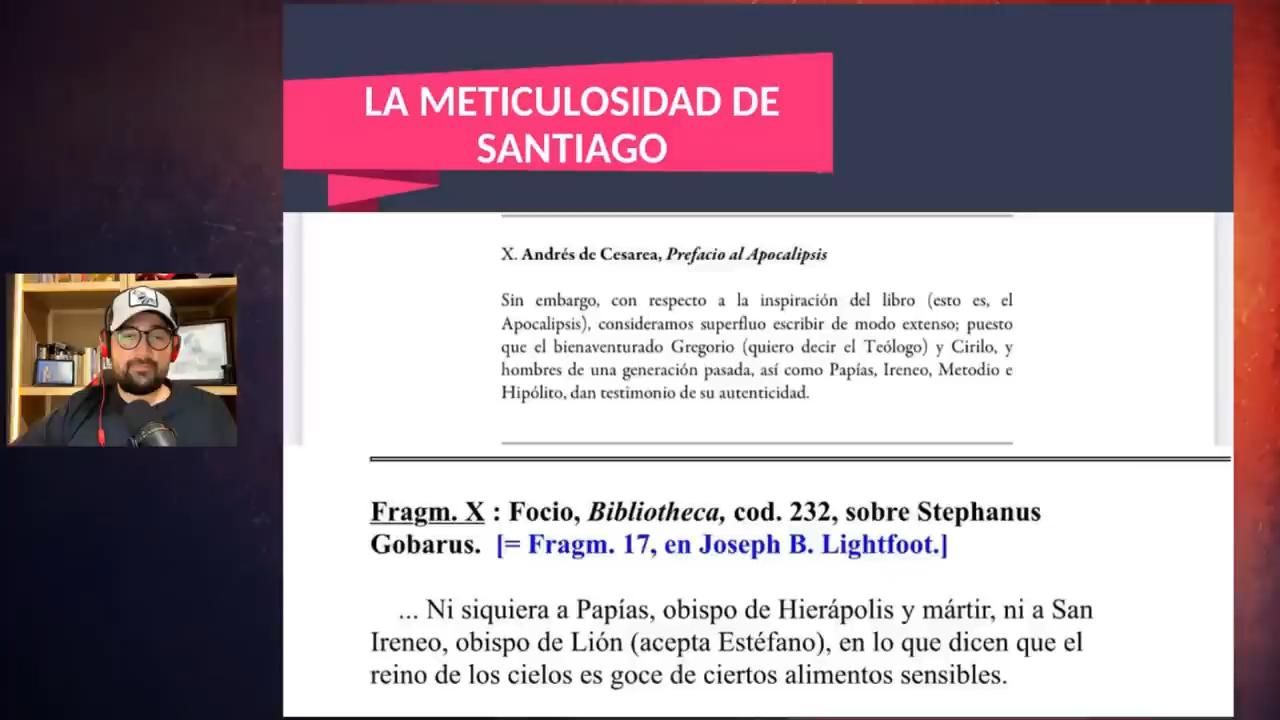 LA METICULOSIDAD DE
SANTIAGO
X. Andrés de Cesarea, Prefacio al Apocalipsis
Sin embargo, con respecto a la inspiración del libro (esto es, el
Apocalipsis), consideramos superfluo escribir de modo extenso; puesto
que el bienaventurado Gregorio (quiero decir el Teólogo) y Cirilo, y
hombres de una generación pasada, así como Papías, Ireneo, Metodio e
Hipólito, dan testimonio de su autenticidad.
Fragm. X : Focio, Bibliotheca, cod. 232, sobre Stephanus
Gobarus. [= Fragm. 17, en Joseph B. Lightfoot.]
... Ni siquiera a Papías, obispo de Hierápolis y mártir, ni a San
Ireneo, obispo de Lión (acepta Estéfano), en lo que dicen que el
reino de los cielos es goce de ciertos alimentos sensibles.